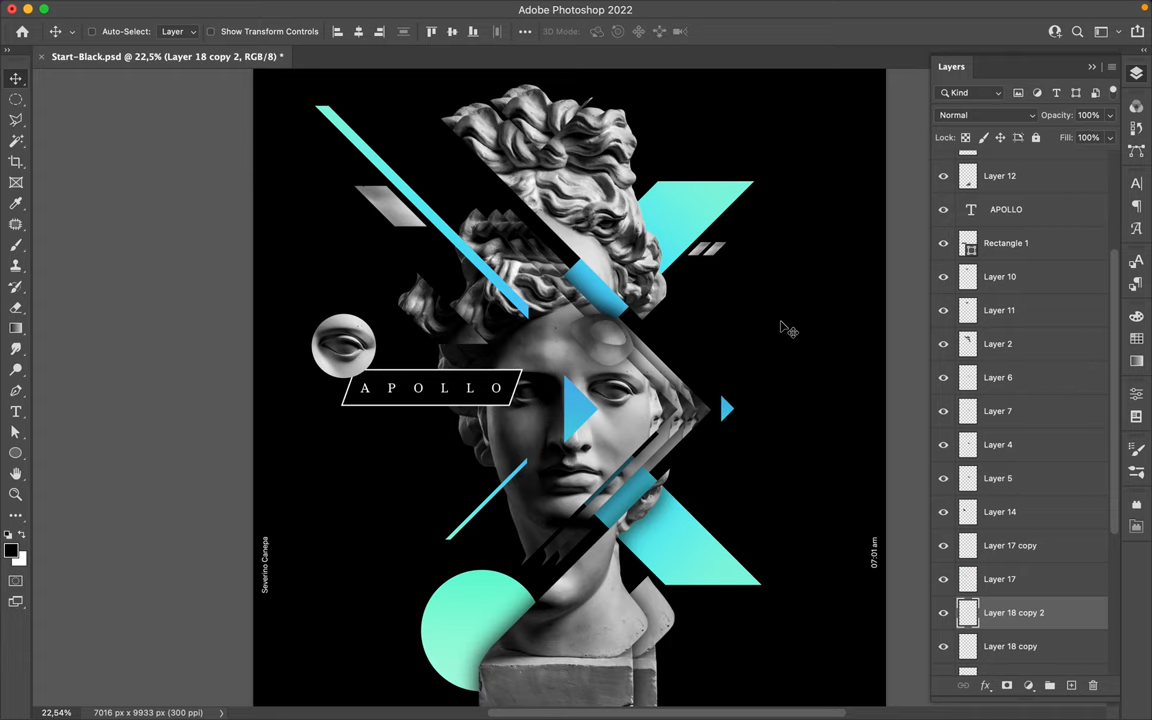 Adobe Photoshop 2022
Auto-Select:
Layer
Show Transform Controls
3D Mode:
Start-Black.psd @ 22,5% (Layer 18 copy 2, RGB/8) *
Layers
Kind
Normal
Opacity: 100%
Lock:
Fill: 100%
Layer 12
APOLLO
Rectangle 1
Layer 10
Layer 11
Layer 2
Layer 6
Layer 7
Layer 4
Layer 5
Layer 14
Layer 17 copy
Layer 17
Layer 18 copy 2
Layer 18 copy
APOLLO
Severino Canepa
07:01 am
22,54%
7016 px x 9933 px (300 ppi)